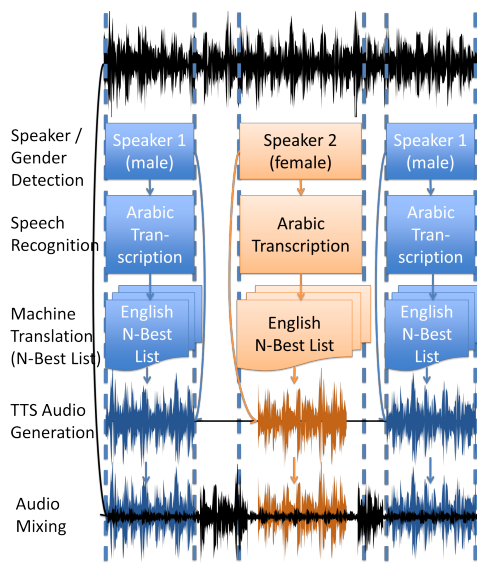 Speaker /
Gender
Detection
Speaker 1
(male)
Speaker 2
(female)
Speaker 1
(male)
Speech
Recognition
Arabic
Tran-
scription
Arabic
Transcription
Arabic
Tran-
scription
Machine
Translation
(N-Best List)
English
N-Best
List
English
N-Best List
English
N-Best
List
TTS Audio
Generation
Audio
Mixing